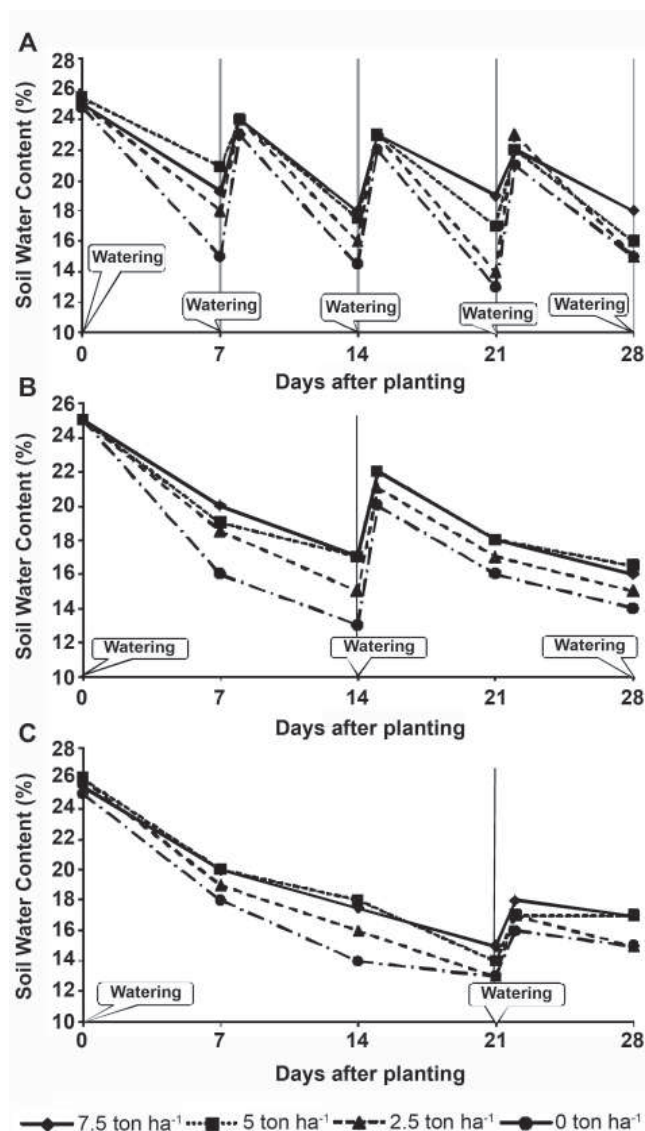 A
Soil Water Content (%)
28
26
24
22
20
18
16
14
12
10
Watering
Watering
Watering
Watering
Watering
0
7
14
21
28
Days after planting
B
Soil Water Content (%)
26
24
22
20
18
16
14
12
10
Watering
Watering
Watering
0
7
14
21
28
Days after planting
C
Soil Water Content (%)
28
26
24
22
20
18
16
14
12
10
Watering
Watering
0
7
14
21
28
Days after planting
7.5 ton ha⁻¹ 5 ton ha⁻¹ 2.5 ton ha⁻¹ 0 ton ha⁻¹